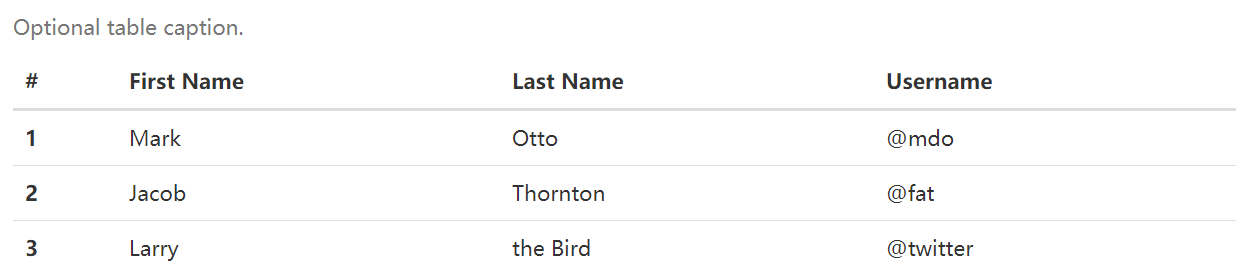 Optional table caption.
# First Name Last Name Username
1 Mark Otto @mdo
2 Jacob Thornton @fat
3 Larry the Bird @twitter